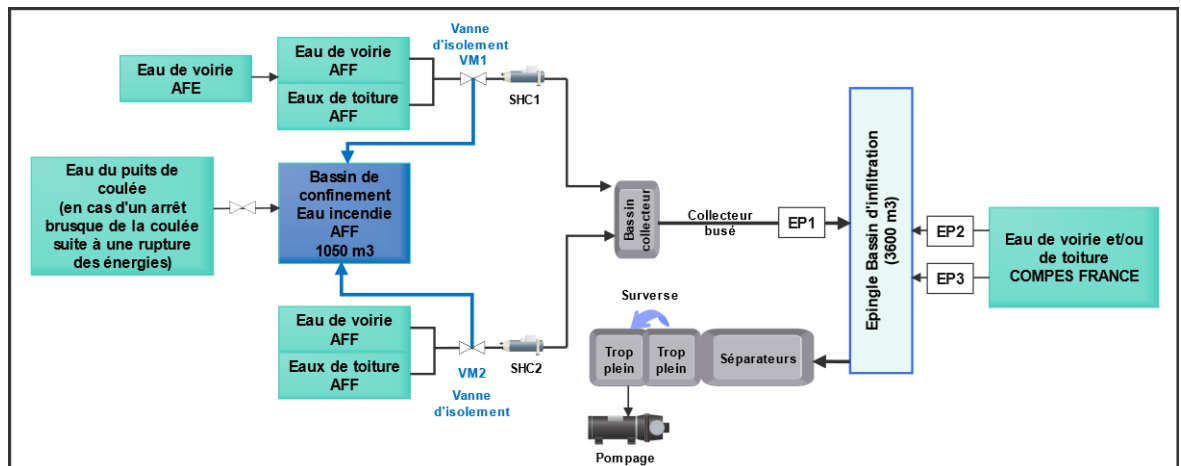 Eau de voirie
AFE
Eau de voirie
AFF
Eaux de toiture
AFF
Vanne
d'isolement
VM1
SHC1
Eau du puits de
coulée
(en cas d'un arrêt
brusque de la coulée
suite à une rupture
des énergies)
Bassin de
confinement
Eau incendie
AFF
1050 m3
Eau de voirie
AFF
Eaux de toiture
AFF
VM2
Vanne
d'isolement
SHC2
Bassin
collecteur
Collecteur
busé
EP1
Epingle Bassin d'infiltration
(3600 m3)
EP2
EP3
Eau de voirie et/ou
de toiture
COMPES FRANCE
Surverse
Trop
plein
Trop
plein
Séparateurs
Pompage